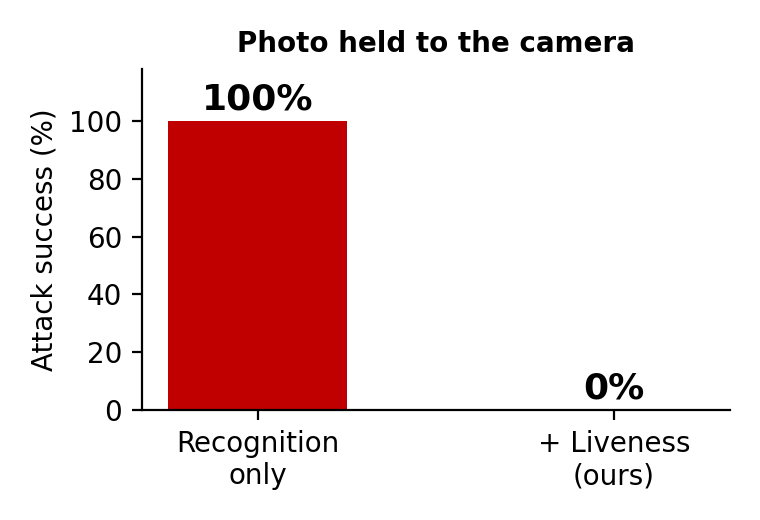 Photo held to the camera
100%
0%
Attack success (%)
100
80
60
40
20
0
Recognition
only
+ Liveness
(ours)